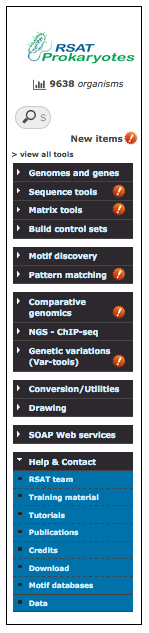 RSAT
Prokaryotes
9638 organisms
S
New items
> view all tools
Genomes and genes
Sequence tools
Matrix tools
Build control sets
Motif discovery
Pattern matching
Comparative
genomics
NGS - ChIP-seq
Genetic variations
(Var-tools)
Conversion/Utilities
Drawing
SOAP Web services
Help & Contact
RSAT team
Training material
Tutorials
Publications
Credits
Download
Motif databases
Data